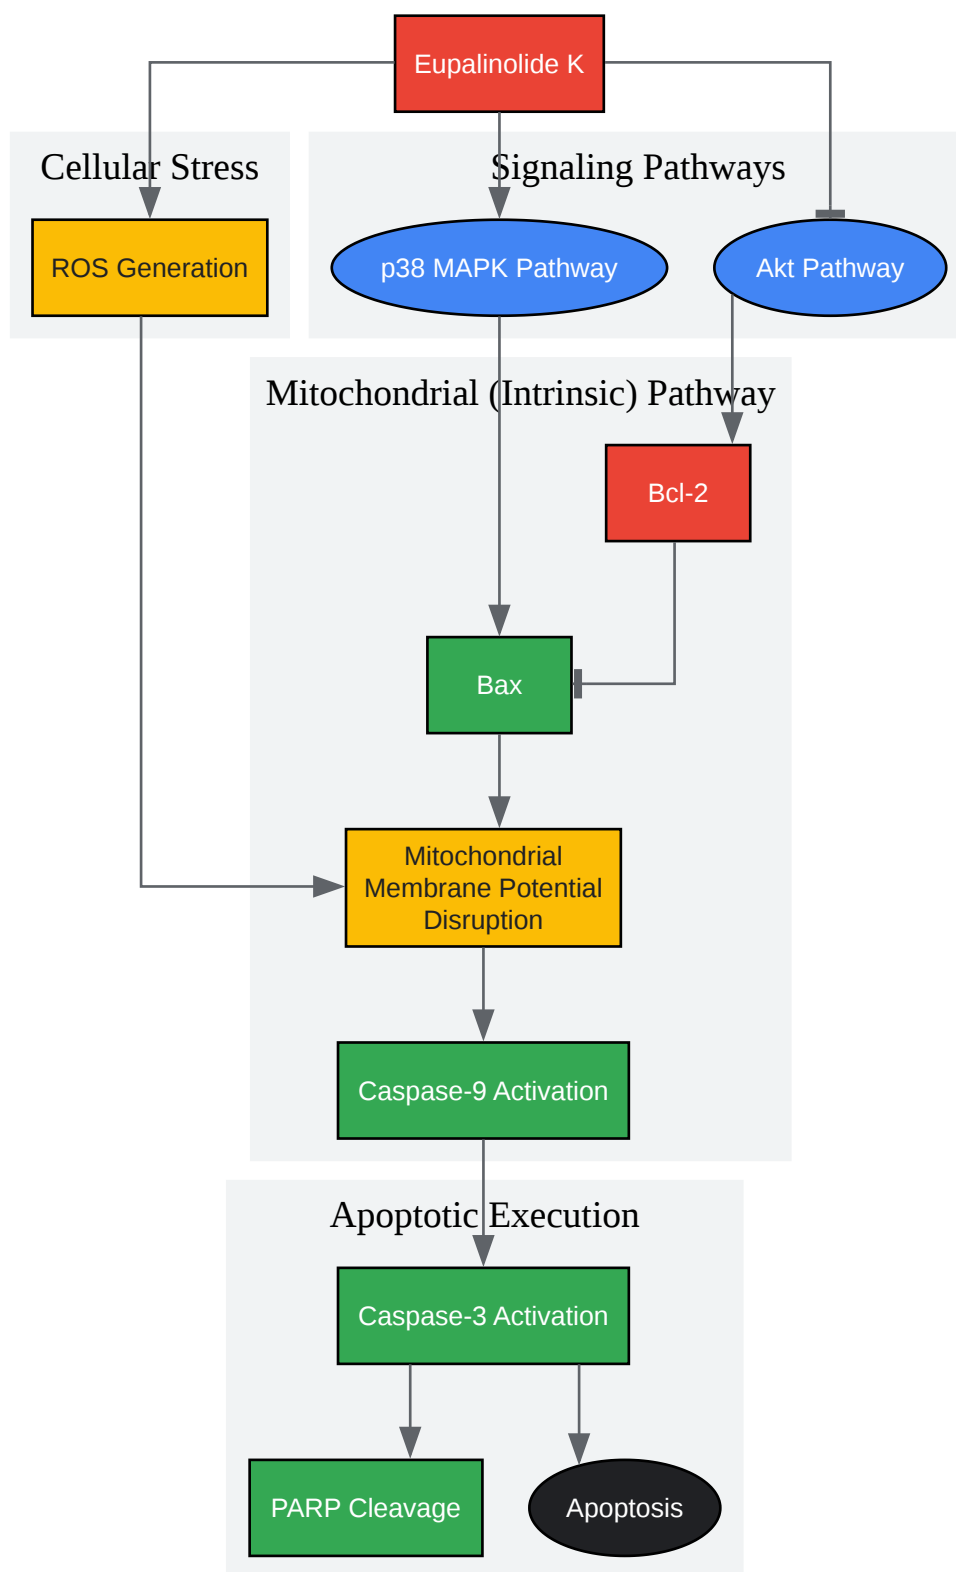 Eupalinolide K
Cellular Stress
Signaling Pathways
ROS Generation
p38 MAPK Pathway
Akt Pathway
Mitochondrial (Intrinsic) Pathway
Bcl-2
Bax
Mitochondrial
Membrane Potential
Disruption
Caspase-9 Activation
Apoptotic Execution
Caspase-3 Activation
PARP Cleavage
Apoptosis